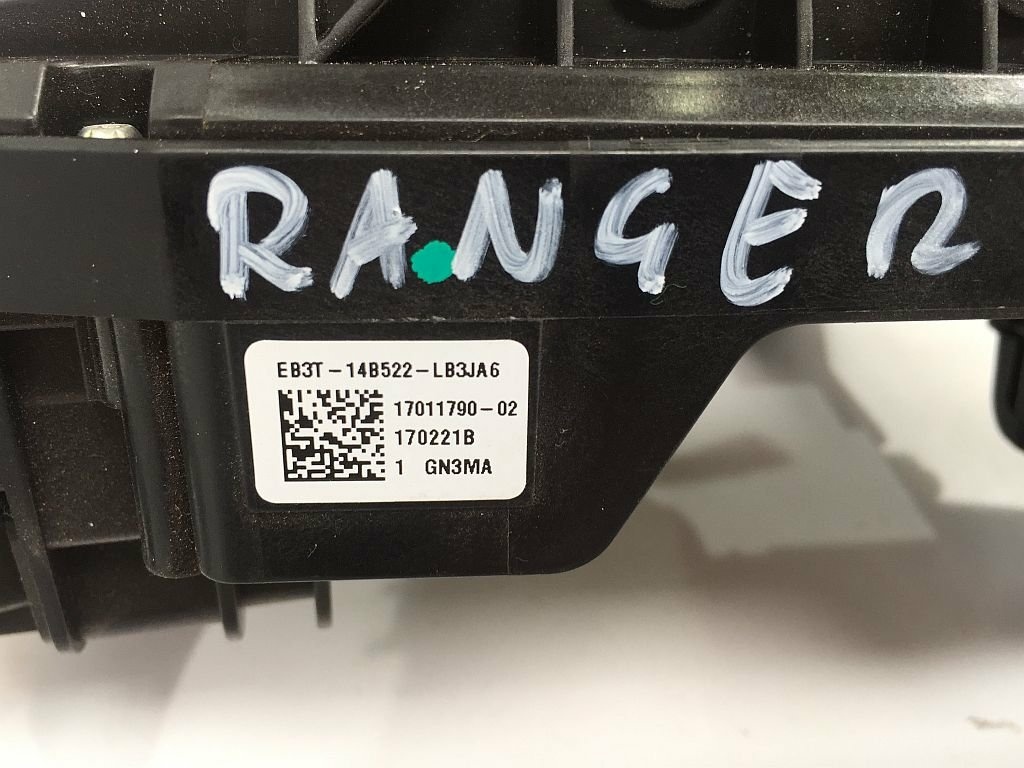 RANGER
EB3T-14B522-LB3JA6
17011790-02
170221B
1 GN3MA